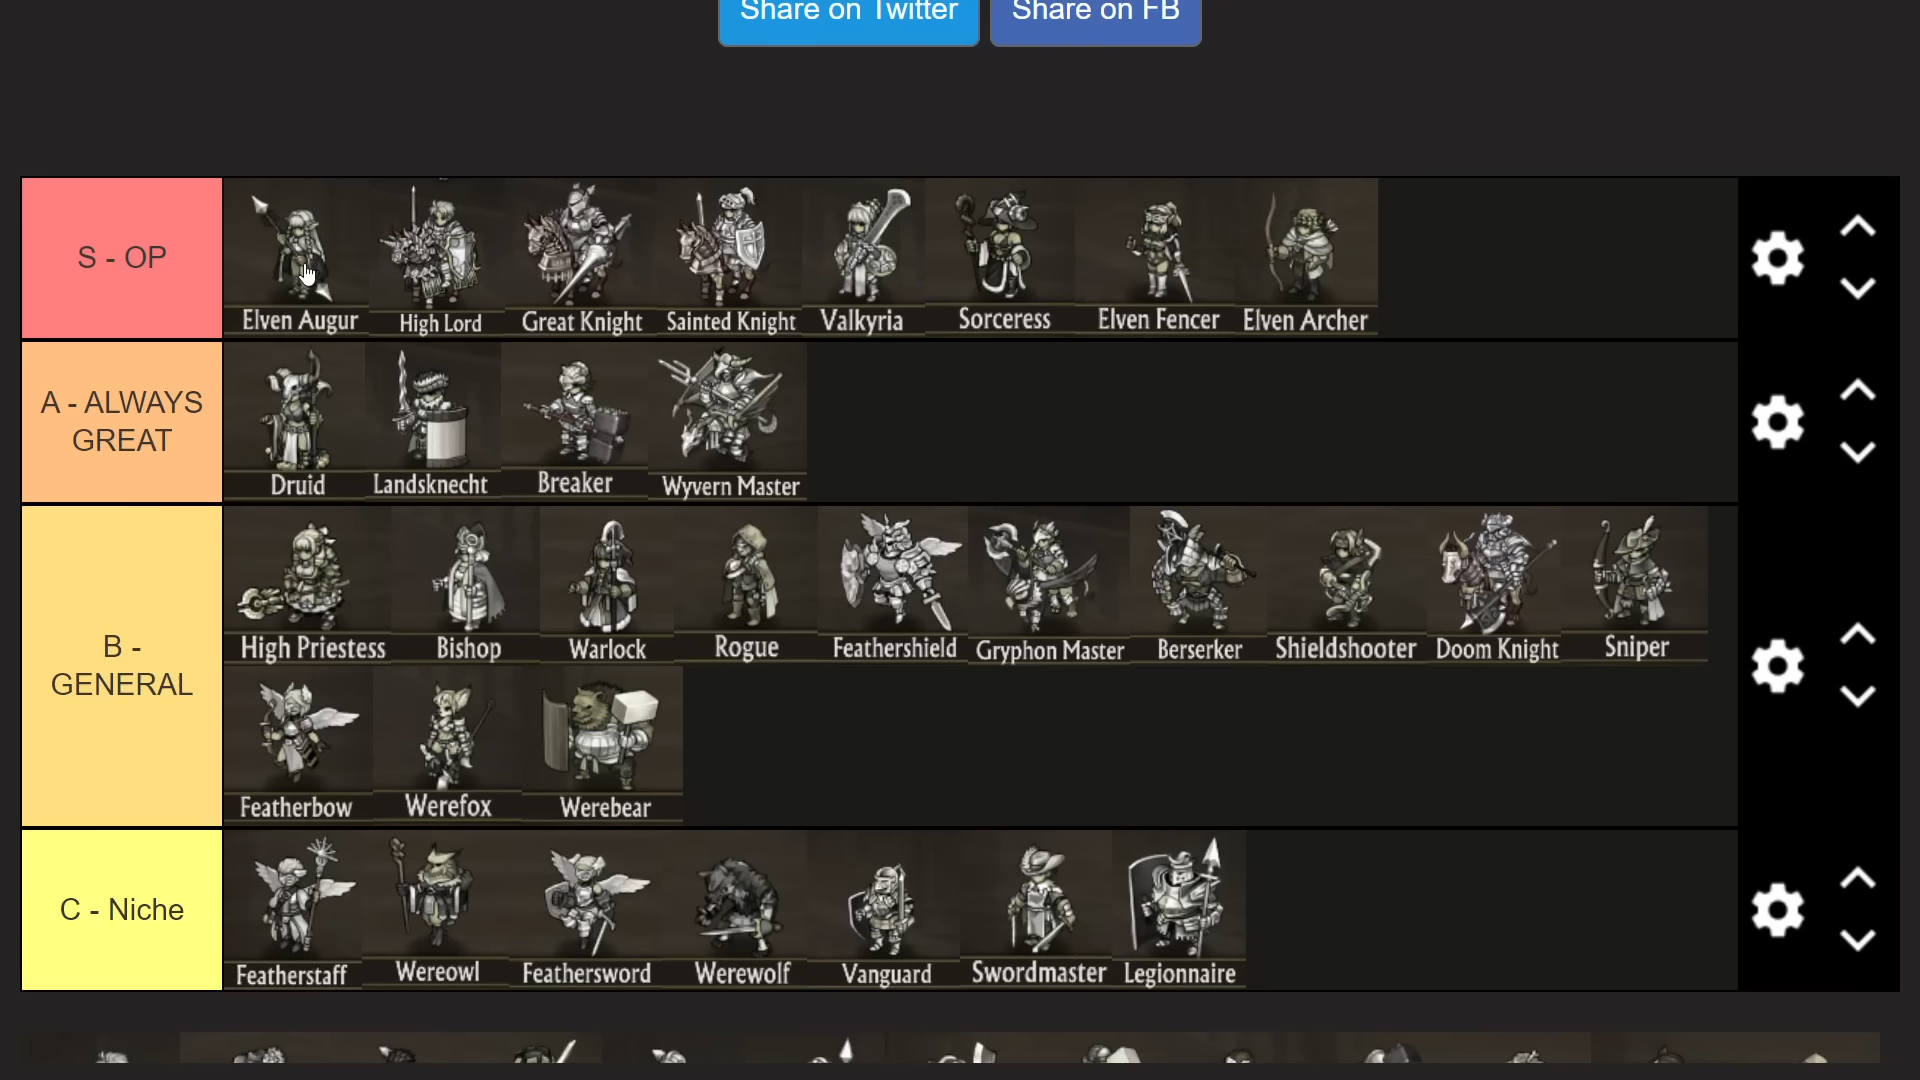 Share on Twitter Share on FB
S - OP
Elven Augur High Lord Great Knight Sainted Knight Valkyria Sorceress Elven Fencer Elven Archer
A - ALWAYS
GREAT
Druid Landsknecht Breaker Wyvern Master
B -
GENERAL
High Priestess Bishop Warlock Rogue Feathershield Gryphon Master Berserker Shieldshooter Doom Knight Sniper
Featherbow Werefox Werebear
C - Niche
Featherstaff Wereowl Feathersword Werewolf Vanguard Swordmaster Legionnaire